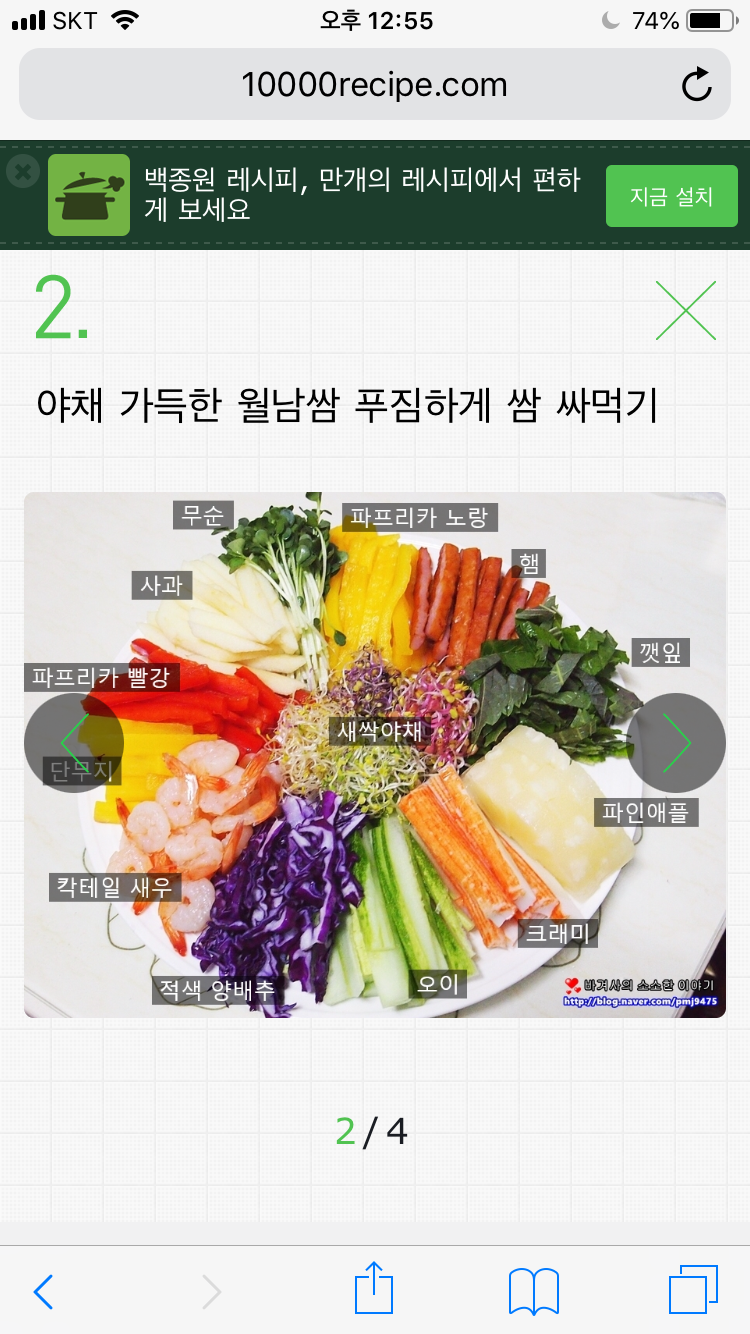 SKT 오후 12:55 74%
10000recipe.com
백종원 레시피, 만개의 레시피에서 편하
게 보세요
지금 설치
2.
야채 가득한 월남쌈 푸짐하게 쌈 싸먹기
무순
파프리카 노랑
햄
사과
깻잎
파프리카 빨강
새싹야채
단무지
파인애플
칵테일 새우
크래미
적색 양배추
오이
바겨사의 소소한 이야기
http://blog.naver.com/pmj9475
2 / 4